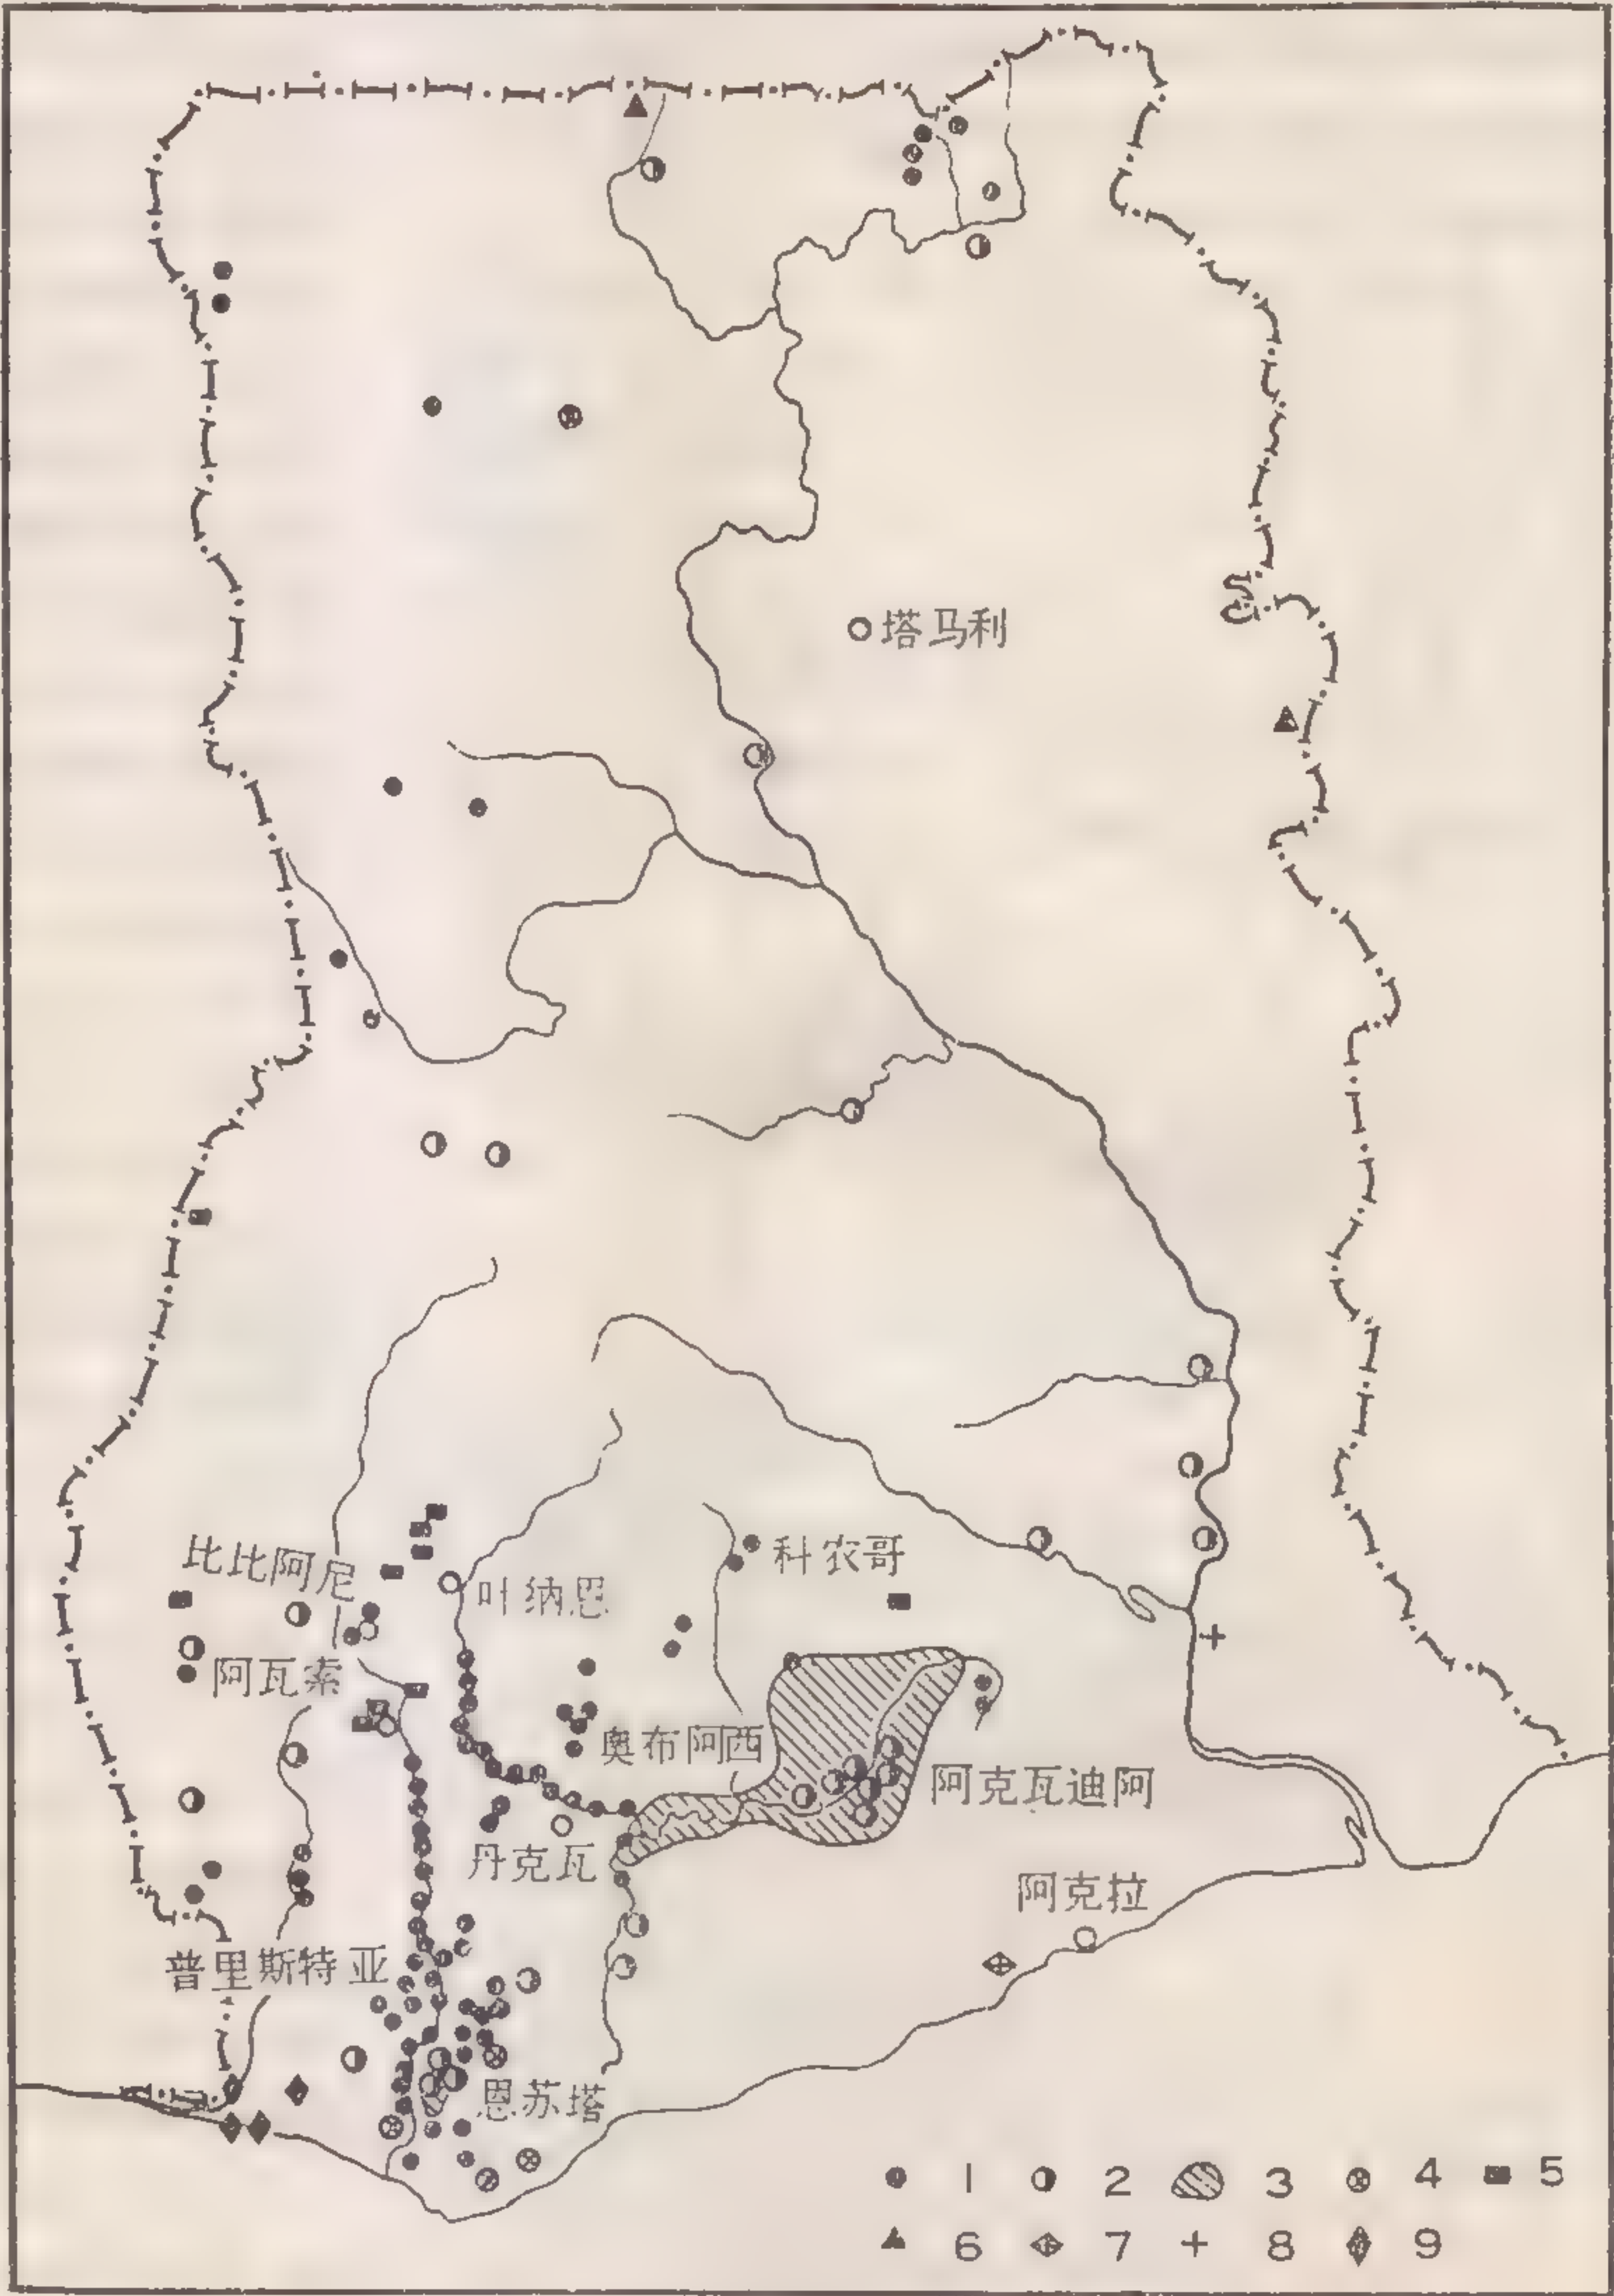 塔马利
比比阿尼
叶纳恩
科农哥
阿瓦索
奥布阿西
阿克瓦迪阿
丹克瓦
阿克拉
普里斯特亚
恩苏塔
1 2 3 4 5
6 7 8 9